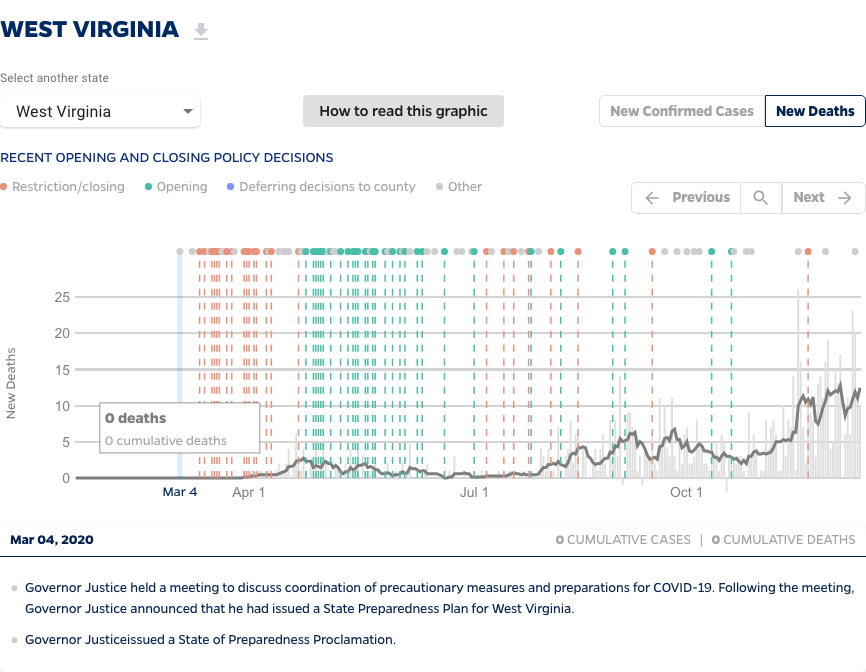 WEST VIRGINIA
Select another state
West Virginia
How to read this graphic
New Confirmed Cases
New Deaths
RECENT OPENING AND CLOSING POLICY DECISIONS
Restriction/closing
Opening
Deferring decisions to county
Other
Previous
Next
New Deaths
25
20
15
10
5
0
0 deaths
0 cumulative deaths
Mar 4
Apr 1
Jul 1
Oct 1
Mar 04, 2020
0 CUMULATIVE CASES | 0 CUMULATIVE DEATHS
Governor Justice held a meeting to discuss coordination of precautionary measures and preparations for COVID-19. Following the meeting,
Governor Justice announced that he had issued a State Preparedness Plan for West Virginia.
Governor Justiceissued a State of Preparedness Proclamation.